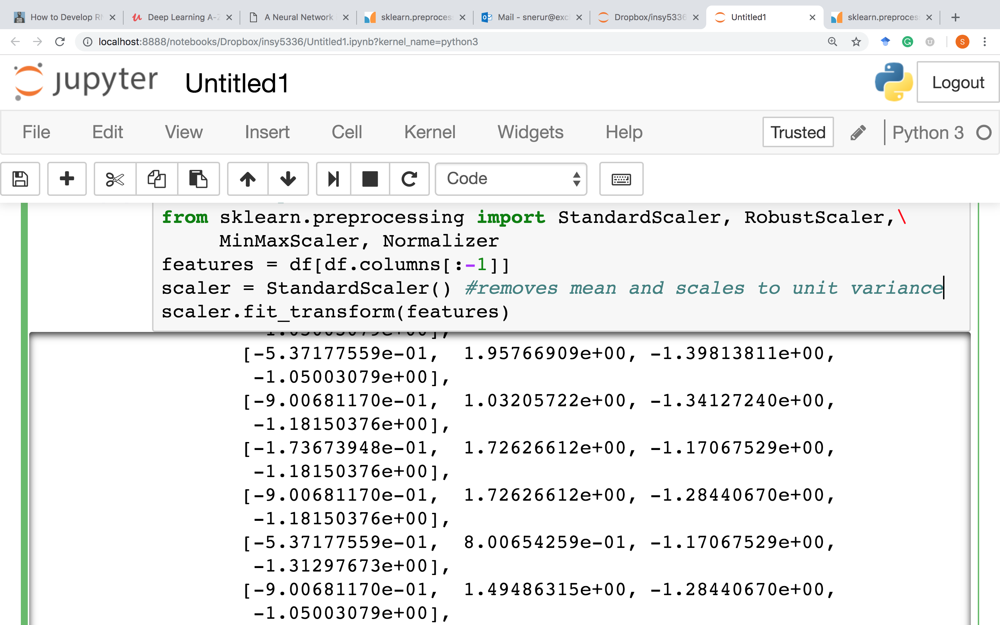 How to Develop RN
Deep Learning A-Z
A Neural Network
sklearn.preproces
Mail - snerur@exc
Dropbox/insy5336
Untitled1
sklearn.preproces
localhost:8888/notebooks/Dropbox/insy5336/Untitled1.ipynb?kernel_name=python3
S
jupyter Untitled1
Logout
File Edit View Insert Cell Kernel Widgets Help Trusted Python 3
Code
from sklearn.preprocessing import StandardScaler, RobustScaler,\
MinMaxScaler, Normalizer
features = df[df.columns[:-1]]
scaler = StandardScaler() #removes mean and scales to unit variance
scaler.fit_transform(features)
-1.05003079e+00],
[-5.37177559e-01, 1.95766909e+00, -1.39813811e+00,
-1.05003079e+00],
[-9.00681170e-01, 1.03205722e+00, -1.34127240e+00,
-1.18150376e+00],
[-1.73673948e-01, 1.72626612e+00, -1.17067529e+00,
-1.18150376e+00],
[-9.00681170e-01, 1.72626612e+00, -1.28440670e+00,
-1.18150376e+00],
[-5.37177559e-01, 8.00654259e-01, -1.17067529e+00,
-1.31297673e+00],
[-9.00681170e-01, 1.49486315e+00, -1.28440670e+00,
-1.05003079e+00],